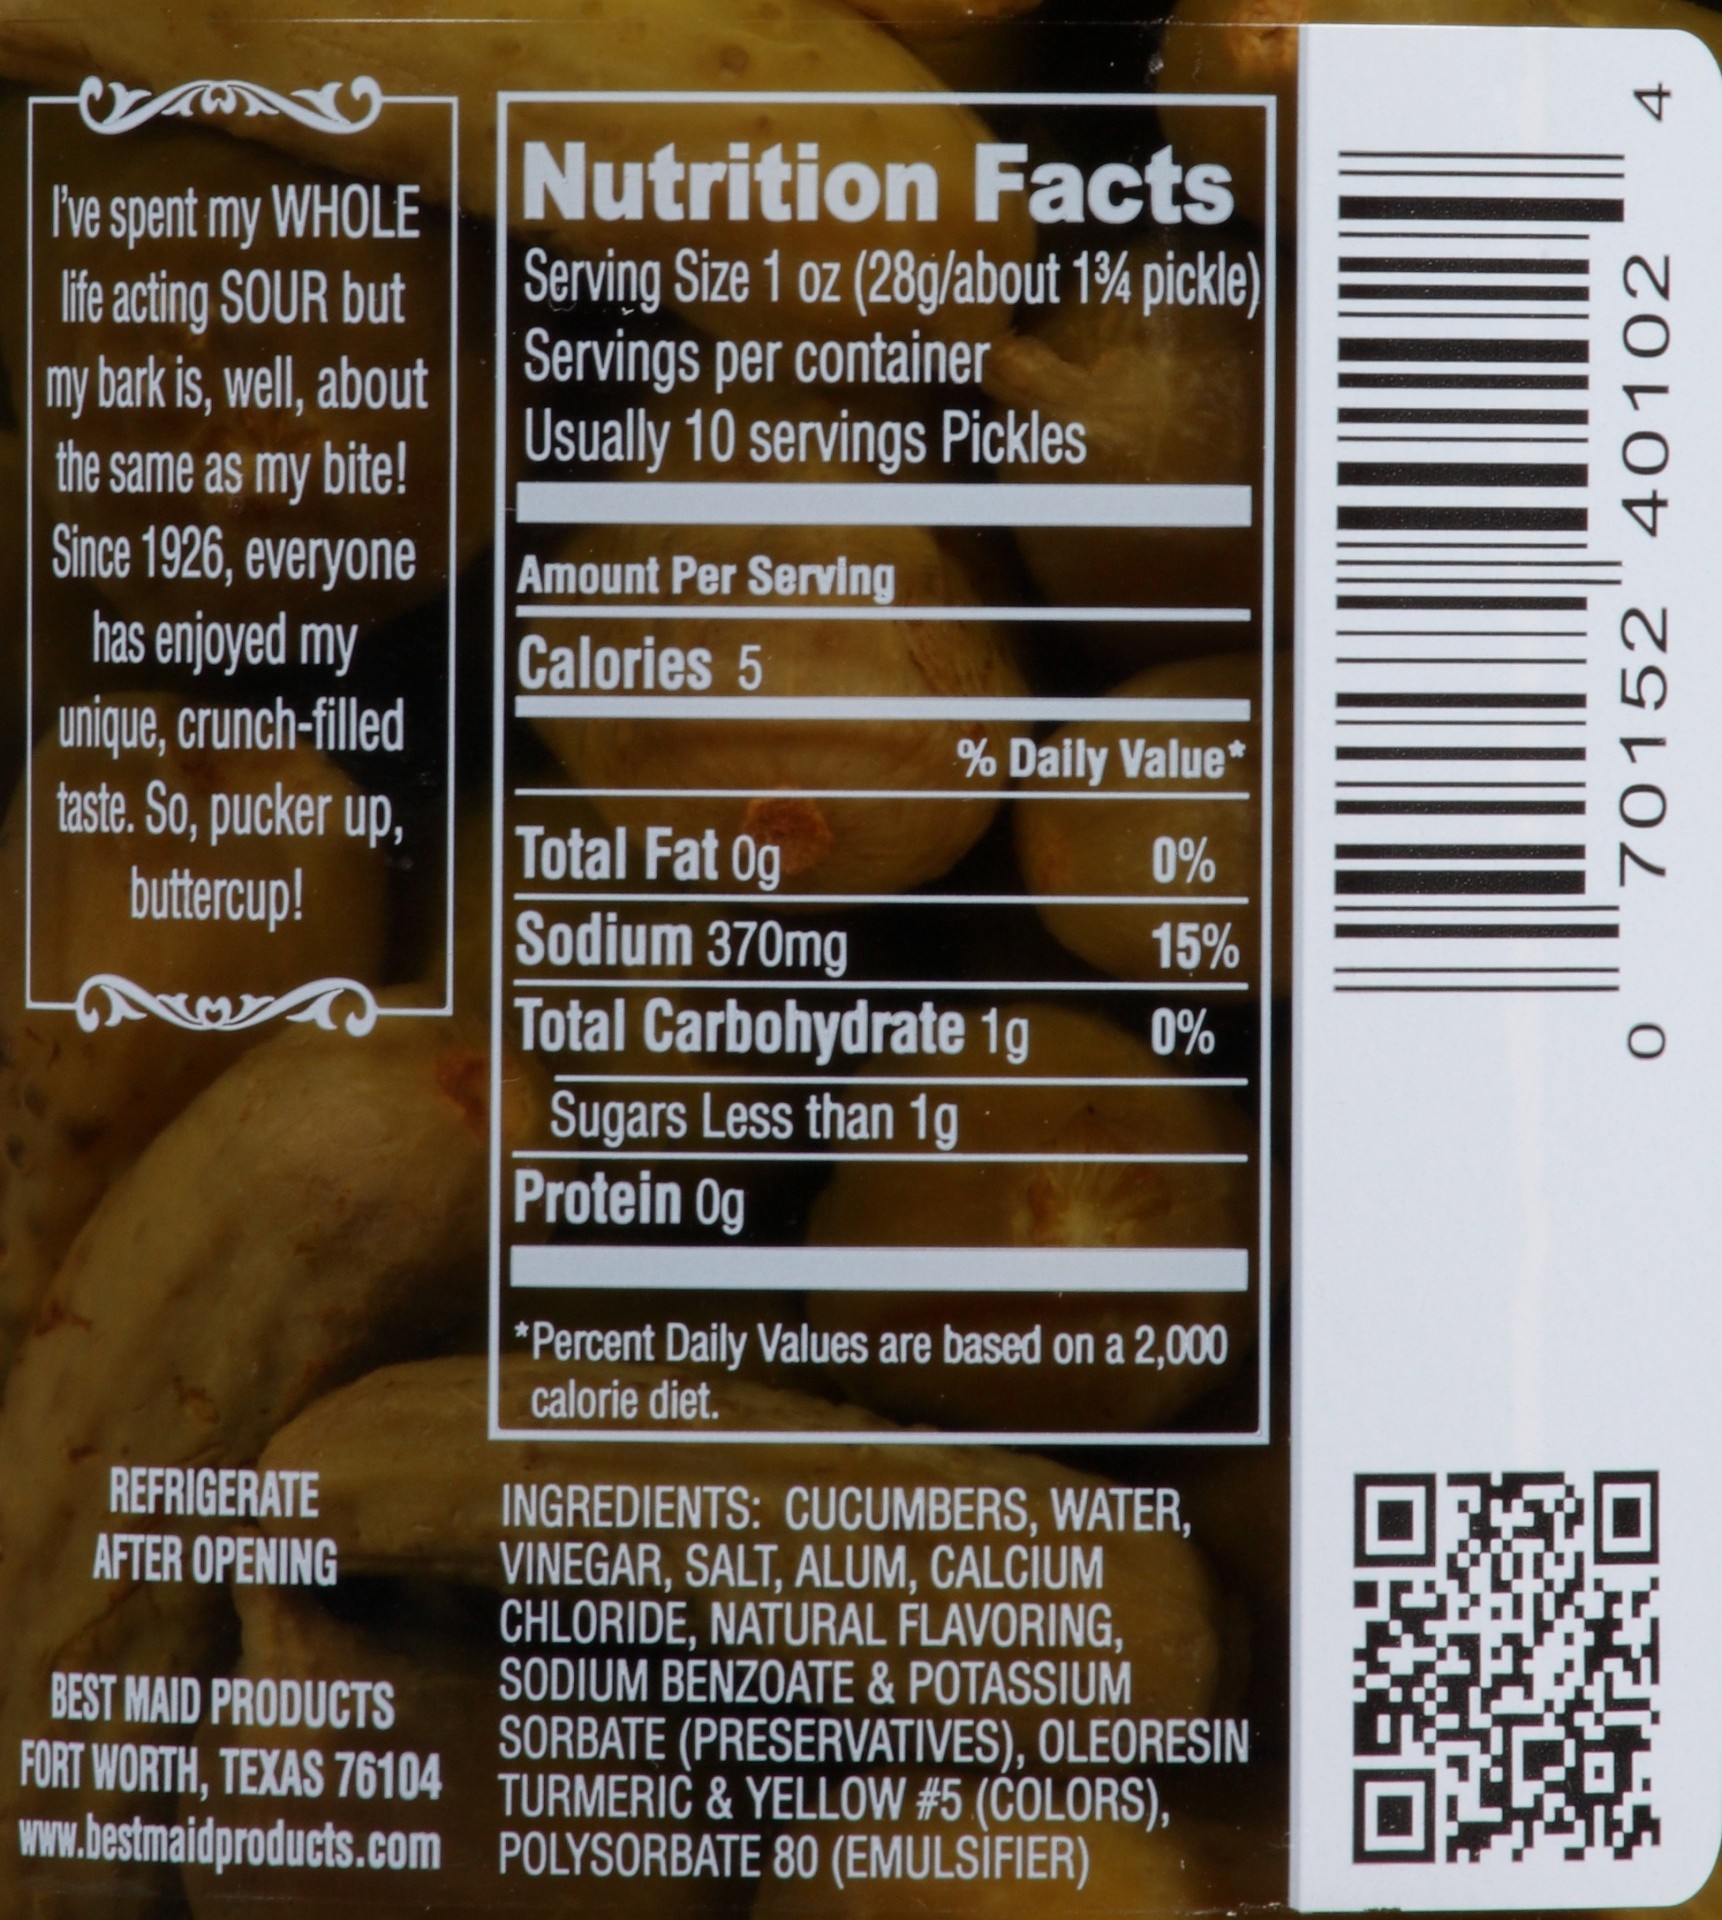 I've spent my WHOLE
life acting SOUR but
my bark is, well, about
the same as my bite!
Since 1926, everyone
has enjoyed my
unique, crunch-filled
taste. So, pucker up,
buttercup!
REFRIGERATE
AFTER OPENING
BEST MAID PRODUCTS
FORT WORTH, TEXAS 76104
www.bestmaidproducts.com
Nutrition Facts
Serving Size 1 oz (28g/about 1¾ pickle)
Servings per container
Usually 10 servings Pickles
Amount Per Serving
Calories 5
% Daily Value*
Total Fat 0g 0%
Sodium 370mg 15%
Total Carbohydrate 1g 0%
Sugars Less than 1g
Protein 0g
*Percent Daily Values are based on a 2,000
calorie diet.
INGREDIENTS: CUCUMBERS, WATER,
VINEGAR, SALT, ALUM, CALCIUM
CHLORIDE, NATURAL FLAVORING,
SODIUM BENZOATE & POTASSIUM
SORBATE (PRESERVATIVES), OLEORESIN
TURMERIC & YELLOW #5 (COLORS),
POLYSORBATE 80 (EMULSIFIER)
0 70152 40102 4